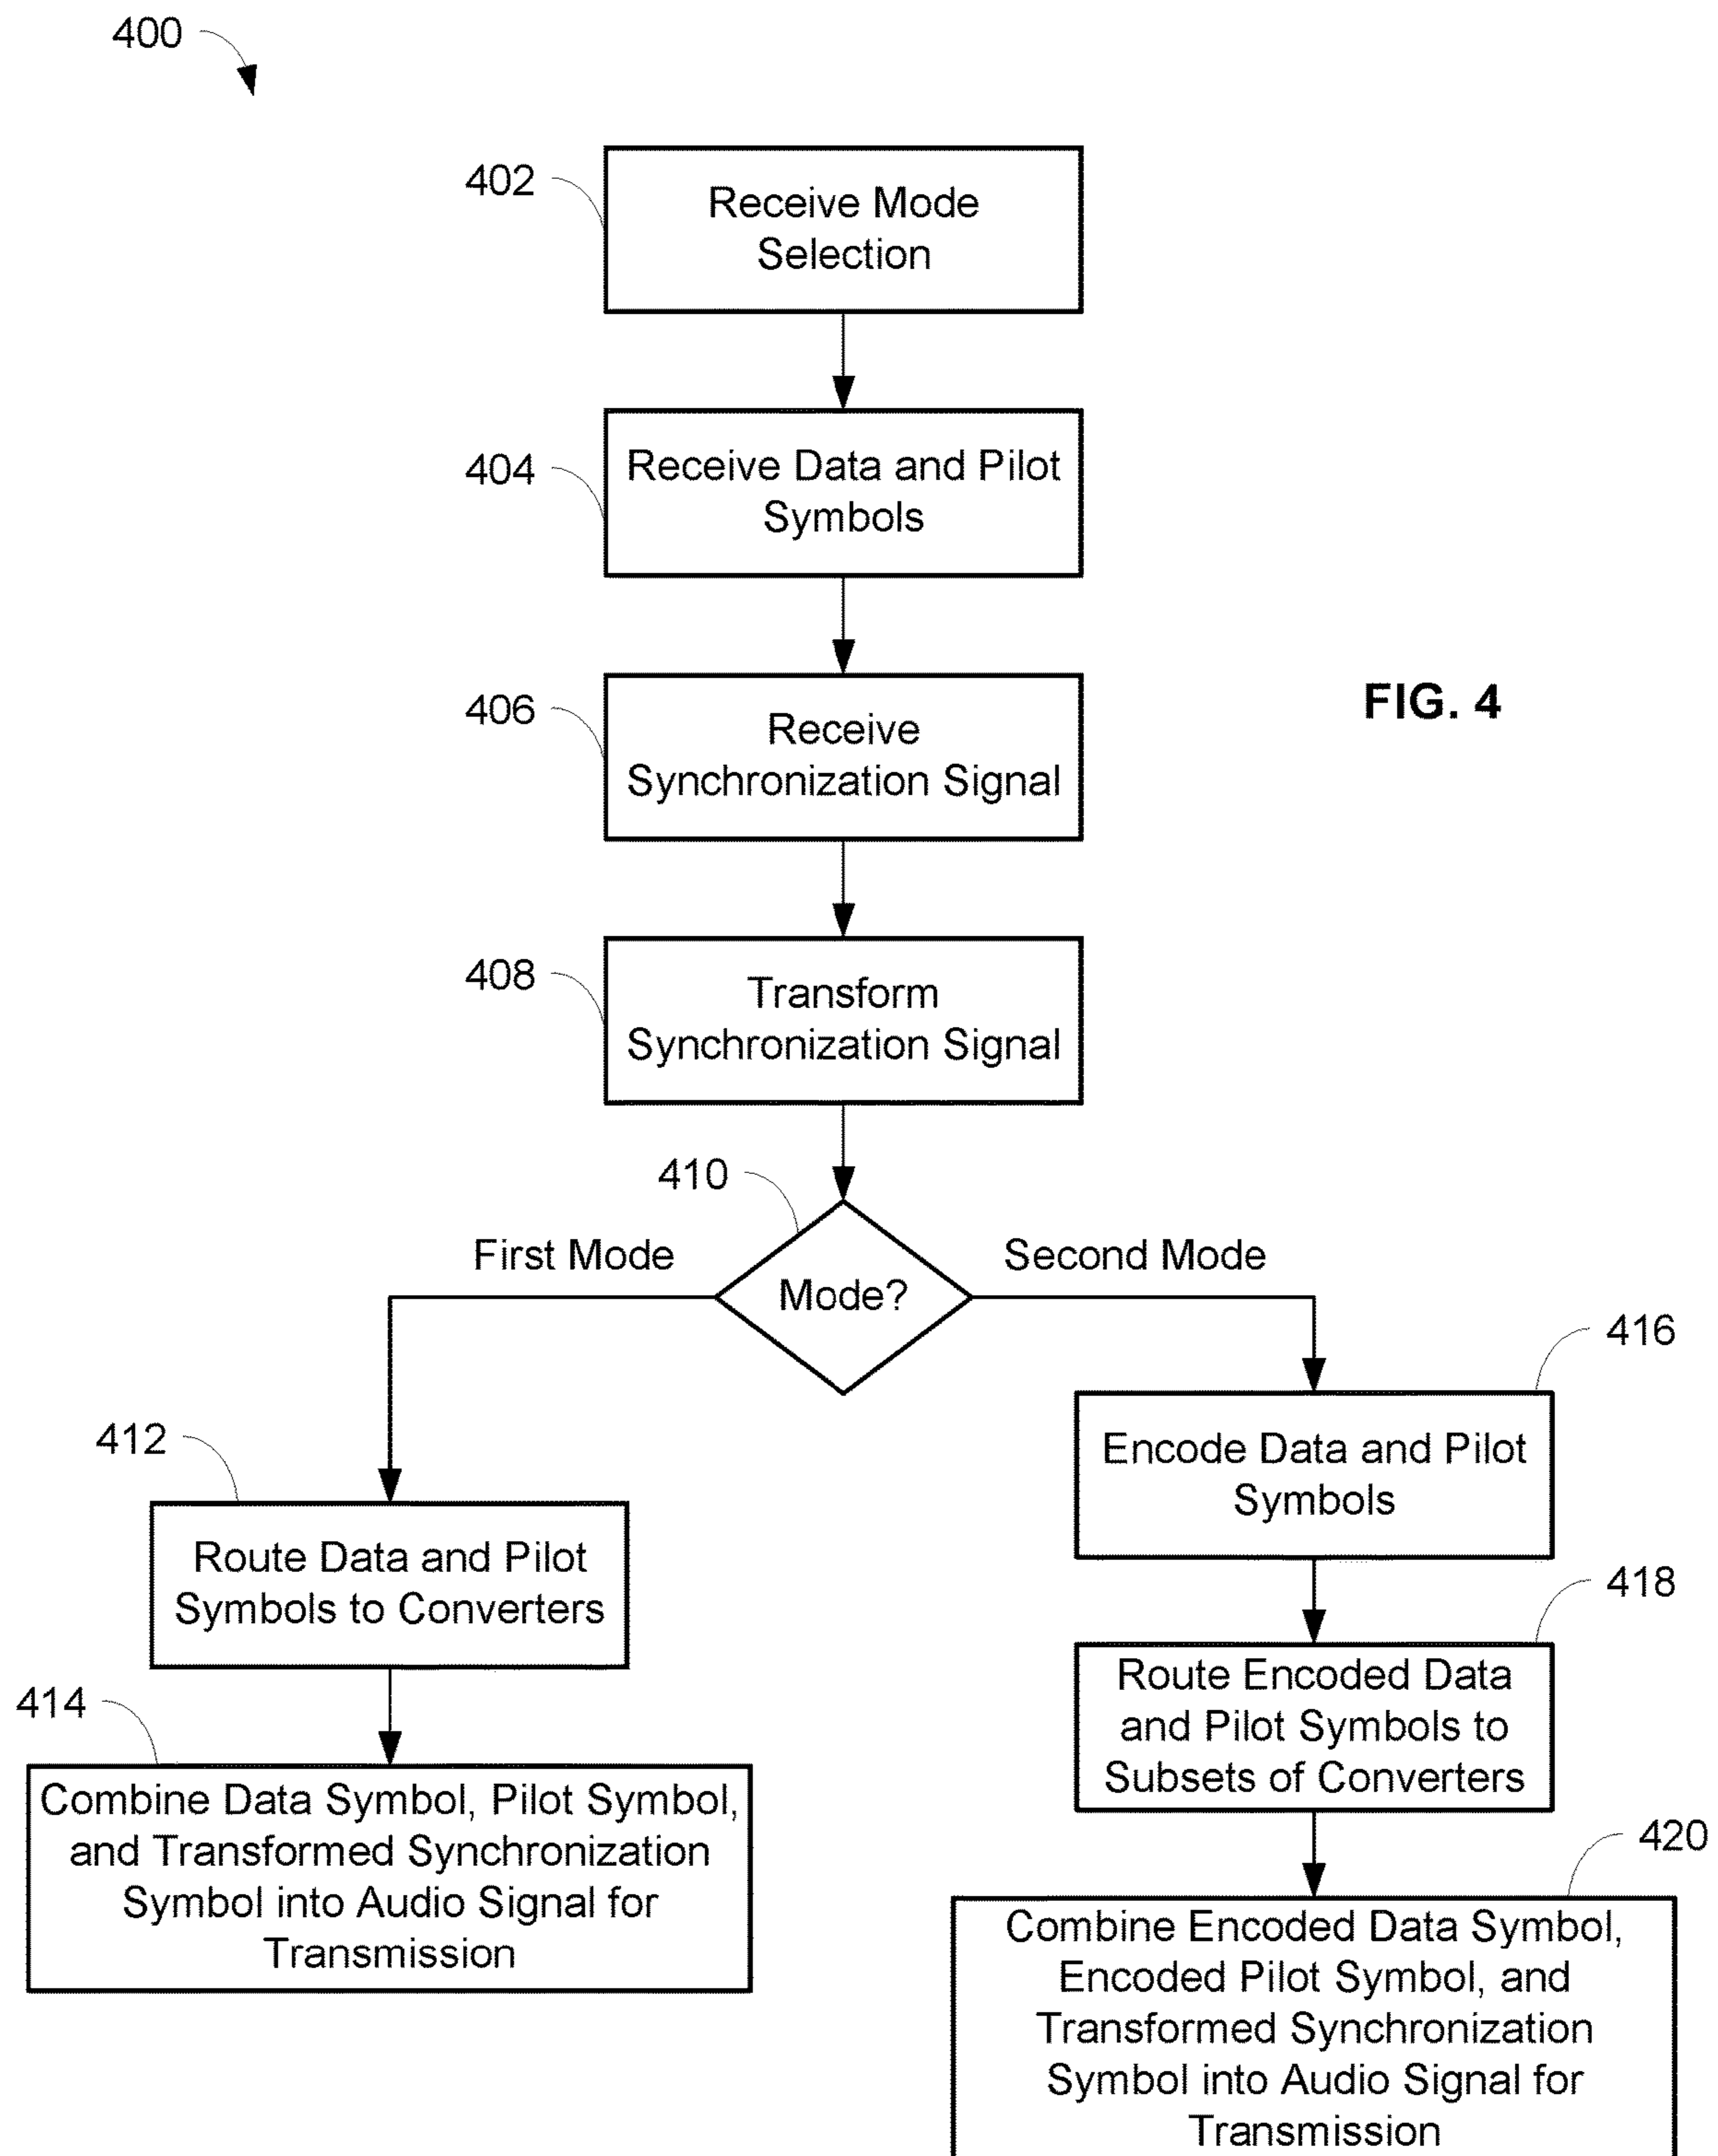 400
402
Receive Mode
Selection
404
Receive Data and Pilot
Symbols
406
Receive
Synchronization Signal
FIG. 4
408
Transform
Synchronization Signal
410
First Mode
Mode?
Second Mode
412
Route Data and Pilot
Symbols to Converters
414
Combine Data Symbol, Pilot Symbol,
and Transformed Synchronization
Symbol into Audio Signal for
Transmission
416
Encode Data and Pilot
Symbols
418
Route Encoded Data
and Pilot Symbols to
Subsets of Converters
420
Combine Encoded Data Symbol,
Encoded Pilot Symbol, and
Transformed Synchronization
Symbol into Audio Signal for
Transmission